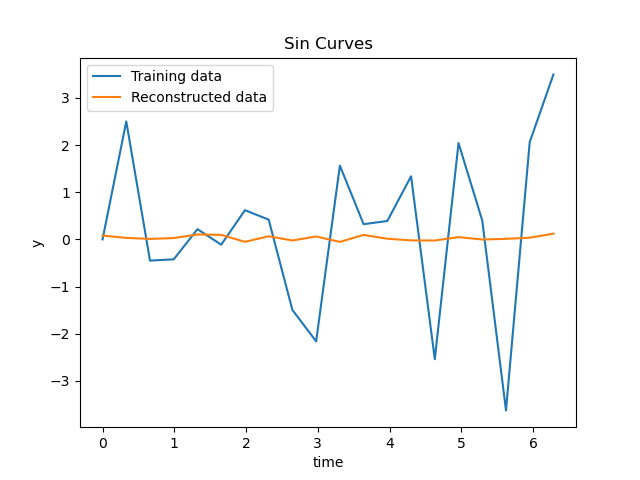 Sin Curves
Training data
Reconstructed data
3
2
1
0
−1
−2
−3
y
0 1 2 3 4 5 6
time